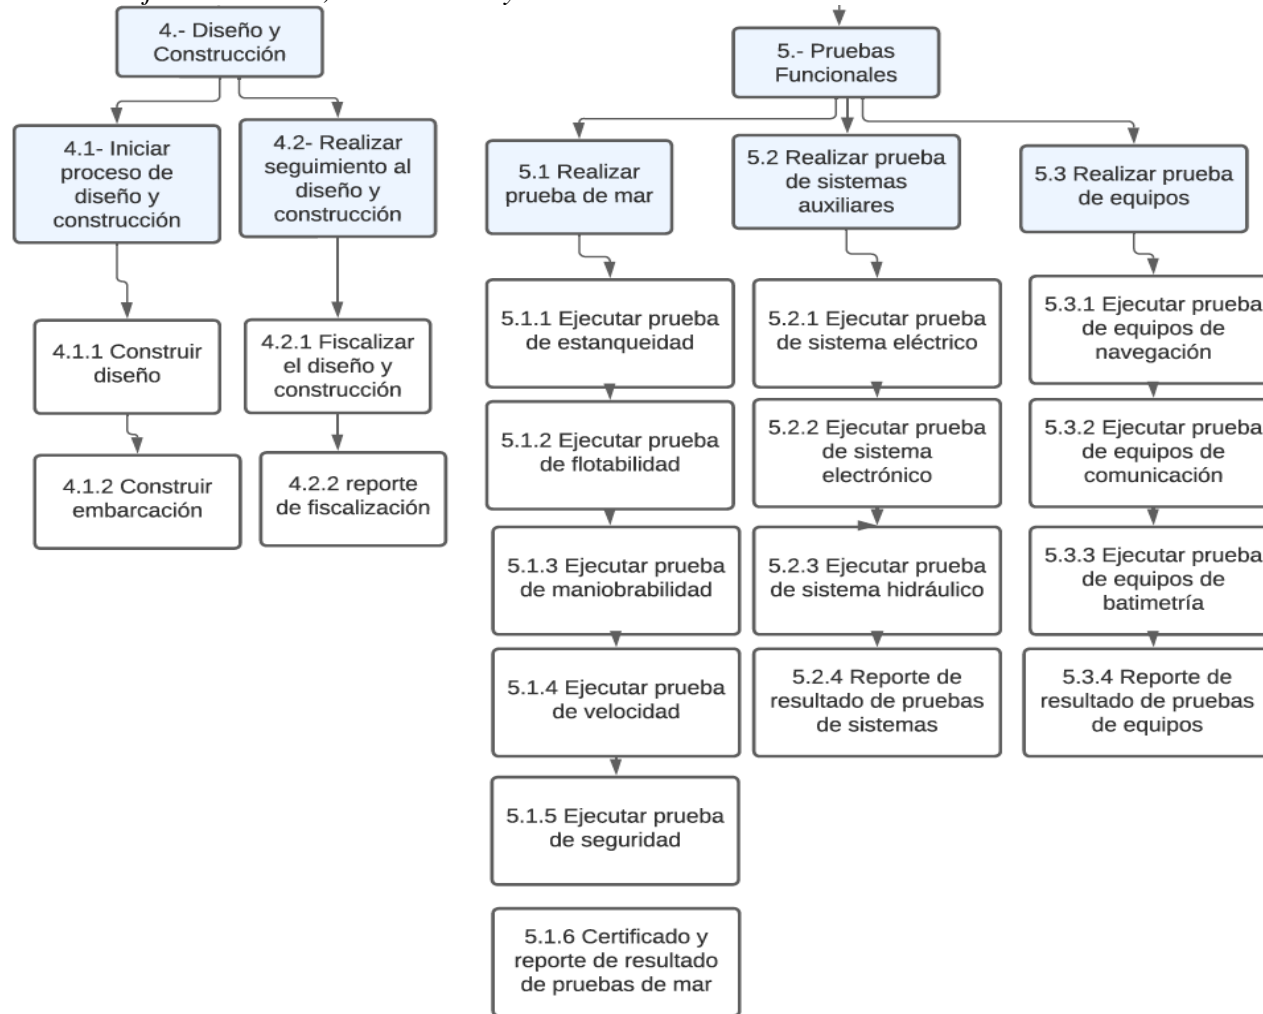 4.- Diseño y
Construcción
4.1- Iniciar
proceso de
diseño y
construcción
4.2- Realizar
seguimiento al
diseño y
construcción
4.1.1 Construir
diseño
4.2.1 Fiscalizar
el diseño y
construcción
4.1.2 Construir
embarcación
4.2.2 reporte
de fiscalización
5.- Pruebas
Funcionales
5.1 Realizar
prueba de mar
5.2 Realizar prueba
de sistemas
auxiliares
5.3 Realizar prueba
de equipos
5.1.1 Ejecutar prueba
de estanqueidad
5.1.2 Ejecutar prueba
de flotabilidad
5.1.3 Ejecutar prueba
de maniobrabilidad
5.1.4 Ejecutar prueba
de velocidad
5.1.5 Ejecutar prueba
de seguridad
5.1.6 Certificado y
reporte de resultado
de pruebas de mar
5.2.1 Ejecutar prueba
de sistema eléctrico
5.2.2 Ejecutar prueba
de sistema
electrónico
5.2.3 Ejecutar prueba
de sistema hidráulico
5.2.4 Reporte de
resultado de pruebas
de sistemas
5.3.1 Ejecutar prueba
de equipos de
navegación
5.3.2 Ejecutar prueba
de equipos de
comunicación
5.3.3 Ejecutar prueba
de equipos de
batimetría
5.3.4 Reporte de
resultado de pruebas
de equipos